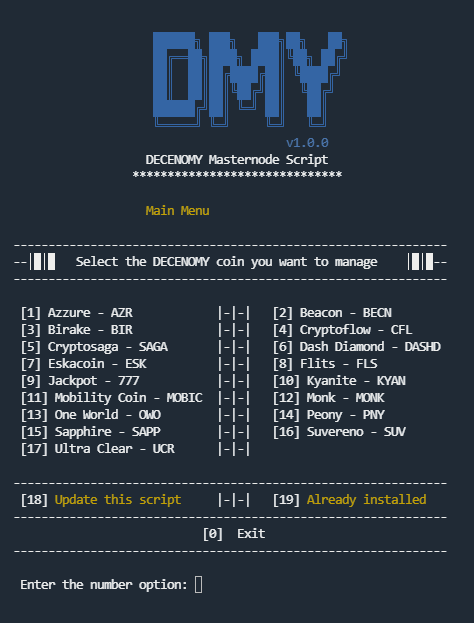 DMY
v1.0.0
DECENOMY Masternode Script
******************************
Main Menu
--------------------------------------------------------------
--|█|█   Select the DECENOMY coin you want to manage    |█|█--
--------------------------------------------------------------
[1] Azzure - AZR            |-|-|   [2] Beacon - BECN
[3] Birake - BIR            |-|-|   [4] Cryptoflow - CFL
[5] Cryptosaga - SAGA       |-|-|   [6] Dash Diamond - DASHD
[7] Eskacoin - ESK          |-|-|   [8] Flits - FLS
[9] Jackpot - 777           |-|-|   [10] Kyanite - KYAN
[11] Mobility Coin - MOBIC  |-|-|   [12] Monk - MONK
[13] One World - OWO        |-|-|   [14] Peony - PNY
[15] Sapphire - SAPP        |-|-|   [16] Suvereno - SUV
[17] Ultra Clear - UCR      |-|-|
--------------------------------------------------------------
[18] Update this script     |-|-|   [19] Already installed
--------------------------------------------------------------
[0]  Exit
--------------------------------------------------------------
Enter the number option: